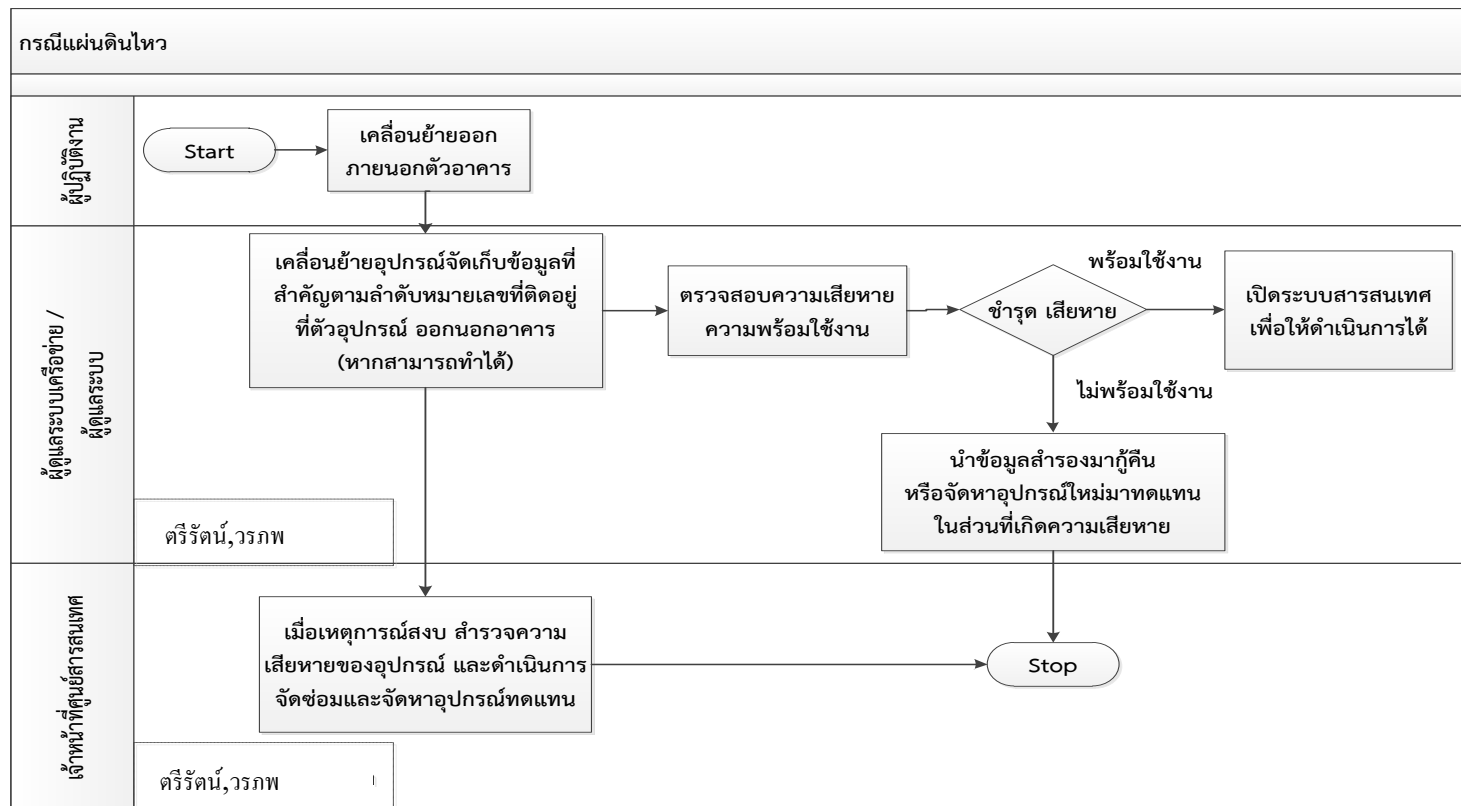 กรณีแผ่นดินไหว
ผู้ปฏิบัติงาน
Start
เคลื่อนย้ายออก
ภายนอกตัวอาคาร
ผู้ดูแลระบบเครือข่าย /
ผู้ดูแลระบบ
เคลื่อนย้ายอุปกรณ์จัดเก็บข้อมูลที่
สำคัญตามลำดับหมายเลขที่ติดอยู่
ที่ตัวอุปกรณ์ ออกนอกอาคาร
(หากสามารถทำได้)
ตรวจสอบความเสียหาย
ความพร้อมใช้งาน
ชำรุด เสียหาย
พร้อมใช้งาน
เปิดระบบสารสนเทศ
เพื่อให้ดำเนินการได้
ไม่พร้อมใช้งาน
นำข้อมูลสำรองมากู้คืน
หรือจัดหาอุปกรณ์ใหม่มาทดแทน
ในส่วนที่เกิดความเสียหาย
ตรีรัตน์,วรภพ
เจ้าหน้าที่ศูนย์สารสนเทศ
เมื่อเหตุการณ์สงบ สำรวจความ
เสียหายของอุปกรณ์ และดำเนินการ
จัดซ่อมและจัดหาอุปกรณ์ทดแทน
Stop
ตรีรัตน์,วรภพ